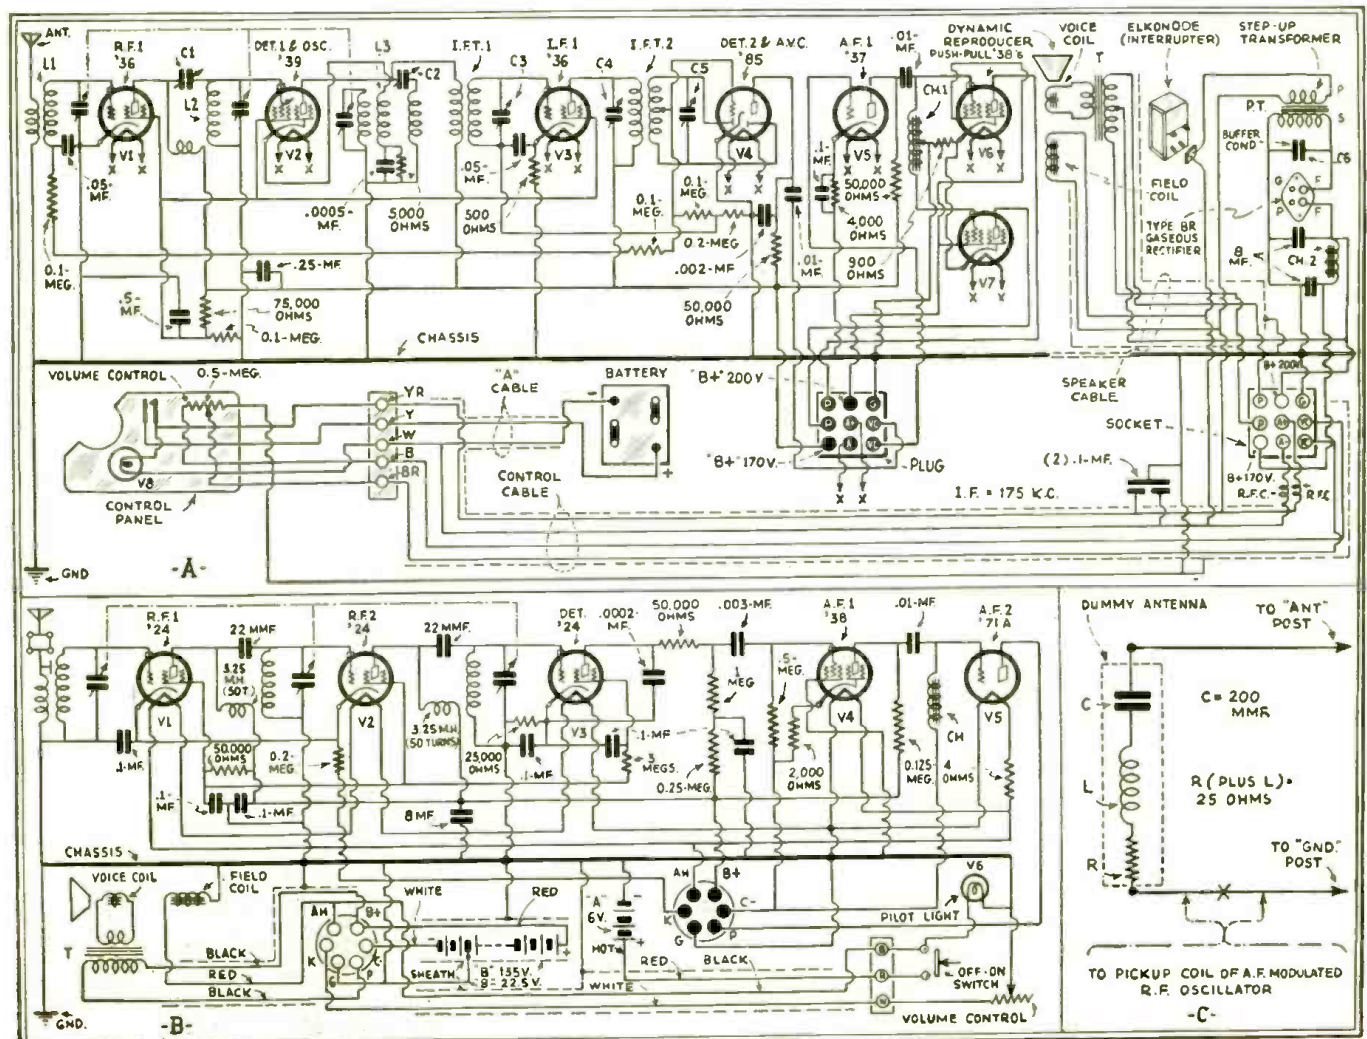 ANT.
L1
R.F.1
'36
C1
DET.1 & OSC.
'39
L3
I.F.T.1
I.F.1
'36
I.F.T.2
DET.2 & A.V.C.
'85
A.F.1
'37
.01-
MF.
DYNAMIC
REPRODUCER
PUSH-PULL '38's
VOICE
COIL
T
ELKONODE
(INTERRUPTER)
STEP-UP
TRANSFORMER
L2
C2
C3
C4
C5
CH.1
P.T.
P
S
V1
V2
V3
V4
V5
V6
X X
X X
X X
X X
X X
X X
BUFFER
COND.
C6
.05-
MF.
.05-
MF.
.0005-
MF.
5000
OHMS
500
OHMS
0.1-
MEG.
0.1-
MEG.
0.2-MEG.
.002-MF.
50,000
OHMS
.01-
MF.
.1-
MF.
50,000
OHMS
4,000
OHMS
900
OHMS
V7
X X
FIELD
COIL
TYPE BR
GASEOUS
RECTIFIER
G F
P F
8
MF.
CH.2
0.1-
MEG.
.5-
MF.
.25-MF.
75,000
OHMS
0.1-MEG.
CHASSIS
VOLUME CONTROL
0.5-MEG.
YR
Y
W
B
BR
"A"
CABLE
BATTERY
-
+
"B+" 200 V.
P G
P A+ VC
A- VC
"B+" 170 V.
PLUG
X X
SPEAKER
CABLE
SOCKET
B+ 200V.
P G
P A+ VC
A- VC
B+170V.
R.F.C.
R.F.C.
(2) .1-MF.
V8
CONTROL
PANEL
CONTROL
CABLE
I.F. = 175 K.C.
GND
-A-
R.F.1
'24
22 MMF.
R.F.2
'24
22 MMF.
DET.
'24
.0002-
MF.
50,000
OHMS
.003-MF.
A.F.1
'38
.01-MF.
A.F.2
'71A
3.25
M.H.
(50T)
3.25 M.H.
(50 TURNS)
1
MEG.
.5-
MEG.
V1
V2
V3
V4
V5
.1-MF.
50,000
OHMS
0.2-
MEG.
25,000
OHMS
.1-MF.
.1-MF.
3
MEGS.
0.25-MEG.
2,000
OHMS
0.125
MEG.
CH
4
OHMS
.1-
MF.
.1-MF.
8 MF.
CHASSIS
VOICE COIL
FIELD
COIL
T
BLACK
RED
BLACK
AH B+
K C-
G P
WHITE
RED
SHEATH
B-135V.
B-22.5V.
"A"
6V.
HOT
-
+
WHITE
RED
BLACK
AH B+
K C-
G P
V6
PILOT LIGHT
B
R
W
OFF-ON
SWITCH
VOLUME CONTROL
GND.
-B-
DUMMY ANTENNA
TO "ANT"
POST
C
C = 200
MMF.
L
R (PLUS L) =
25 OHMS
R
TO "GND."
POST
X
TO PICKUP COIL OF A.F. MODULATED
R.F. OSCILLATOR
-C-